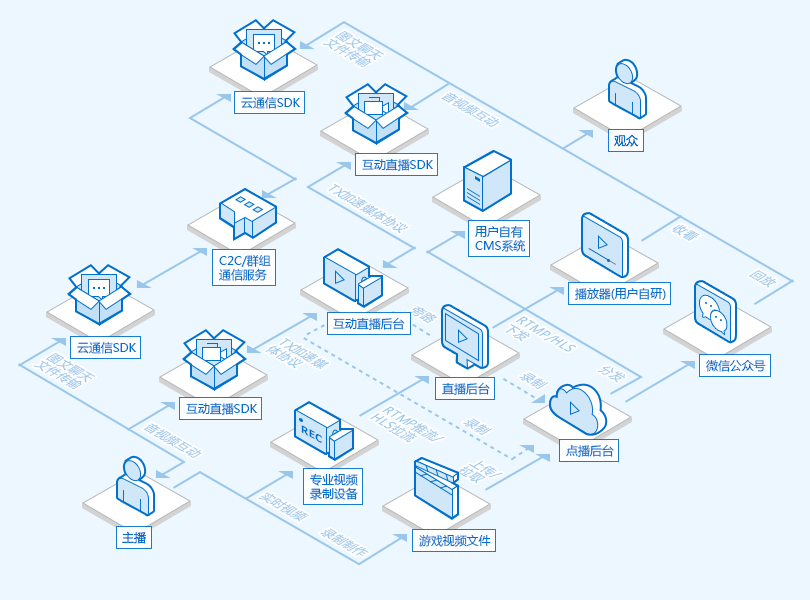 图文聊天
文件传输
云通信SDK
音视频互动
观众
互动直播SDK
TX加速媒体协议
用户自有
CMS系统
收看
C2C/群组
通信服务
回放
播放器(用户自研)
旁路
互动直播后台
RTMP/HLS
下发
云通信SDK
图文聊天
文件传输
TX加速媒
体协议
微信公众号
分发
直播后台
录制
互动直播SDK
RTMP推流/
HLS拉流
录制
音视频互动
点播后台
上传/
拉取
专业视频
录制设备
REC
实时视频
主播
录制制作
游戏视频文件